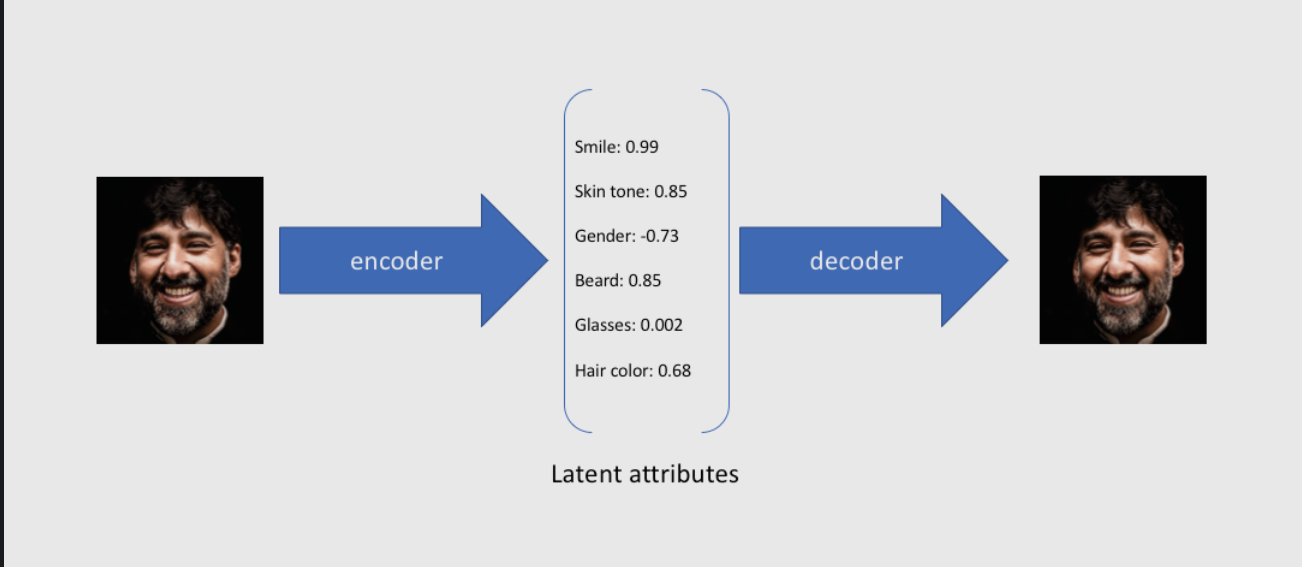 encoder
Smile: 0.99
Skin tone: 0.85
Gender: -0.73
Beard: 0.85
Glasses: 0.002
Hair color: 0.68
decoder
Latent attributes